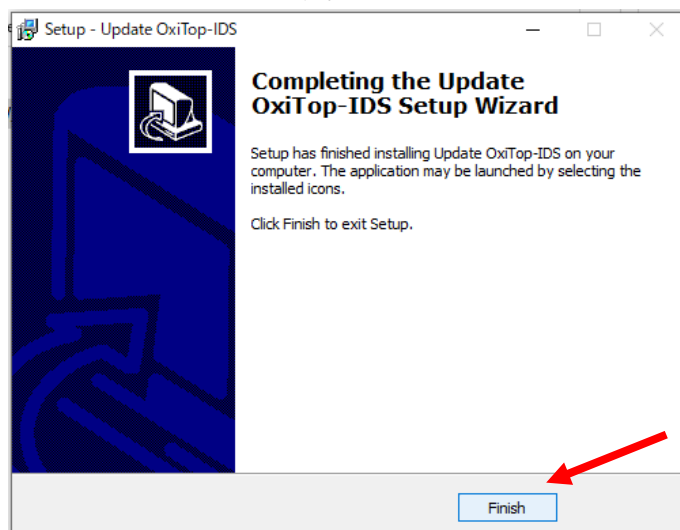 Setup - Update OxiTop-IDS
Completing the Update
OxiTop-IDS Setup Wizard
Setup has finished installing Update OxiTop-IDS on your
computer. The application may be launched by selecting the
installed icons.
Click Finish to exit Setup.
Finish